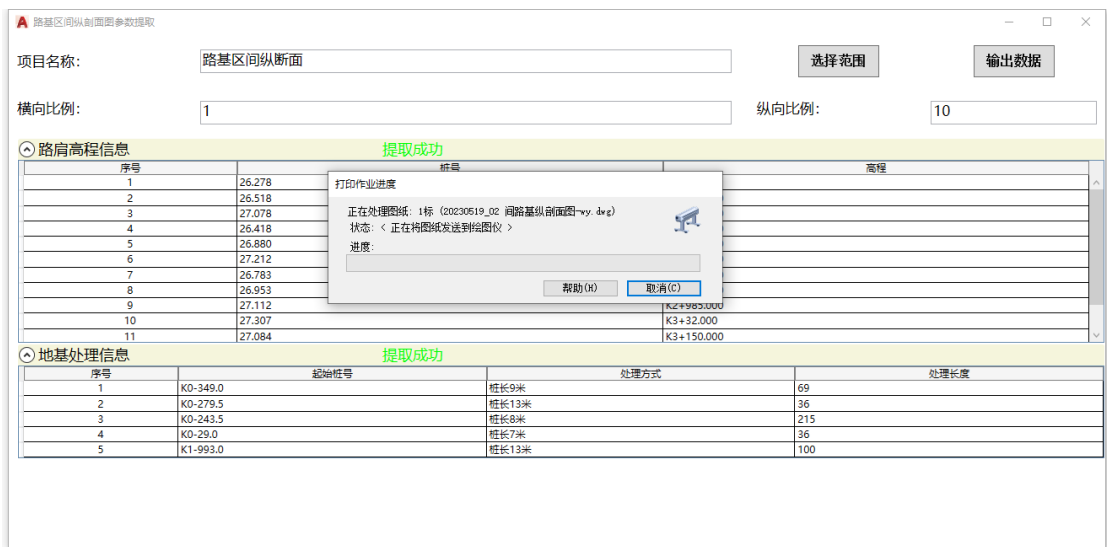 路基区间纵剖面图参数提取
项目名称: 路基区间纵断面 选择范围 输出数据
横向比例: 1 纵向比例: 10
路肩高程信息 提取成功
序号 桩号 高程
1 26.278
2 26.518
3 27.078
4 26.418
5 26.880
6 27.212
7 26.783
8 26.953
9 27.112 K2+985.000
10 27.307 K3+32.000
11 27.084 K3+150.000
打印作业进度
正在处理图纸: 1标 (20230519_02 间路基纵剖面图-wy.dwg)
状态: < 正在将图纸发送到绘图仪 >
进度:
帮助(H) 取消(C)
地基处理信息 提取成功
序号 起始桩号 处理方式 处理长度
1 K0-349.0 桩长9米 69
2 K0-279.5 桩长13米 36
3 K0-243.5 桩长8米 215
4 K0-29.0 桩长7米 36
5 K1-993.0 桩长13米 100